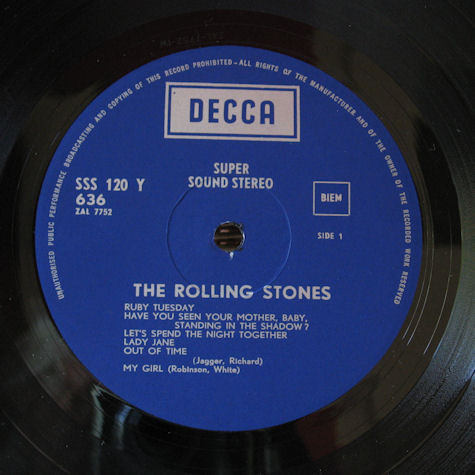 UNAUTHORISED PUBLIC PERFORMANCE BROADCASTING AND COPYING OF THIS RECORD PROHIBITED - ALL RIGHTS OF THE MANUFACTURER AND OF THE OWNER OF THE RECORDED WORK RESERVED
DECCA
SUPER
SOUND STEREO
SSS 120 Y
636
ZAL 7752
BIEM
SIDE 1
THE ROLLING STONES
RUBY TUESDAY
HAVE YOU SEEN YOUR MOTHER, BABY,
STANDING IN THE SHADOW?
LET'S SPEND THE NIGHT TOGETHER
LADY JANE
OUT OF TIME
(Jagger, Richard)
MY GIRL (Robinson, White)